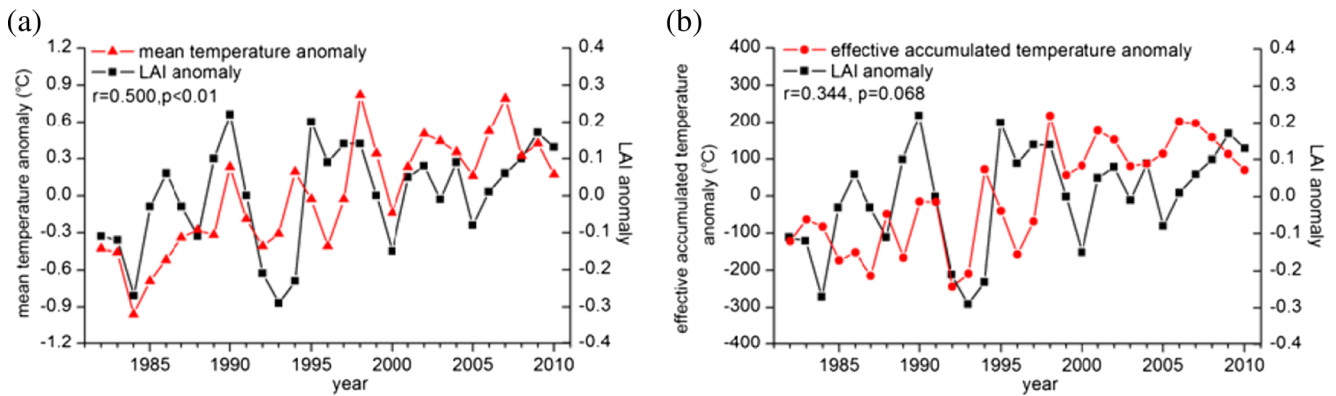 (a)
mean temperature anomaly
LAI anomaly
r=0.500,p<0.01
mean temperature anomaly (°C)
1.2
0.9
0.6
0.3
0.0
-0.3
-0.6
-0.9
-1.2
0.4
0.3
0.2
0.1
0.0
-0.1
-0.2
-0.3
-0.4
LAI anomaly
1985 1990 1995 2000 2005 2010
year
(b)
effective accumulated temperature anomaly
LAI anomaly
r=0.344, p=0.068
effective accumulated temperature
anomaly (°C)
400
300
200
100
0
-100
-200
-300
-400
0.4
0.3
0.2
0.1
0.0
-0.1
-0.2
-0.3
-0.4
LAI anomaly
1985 1990 1995 2000 2005 2010
year